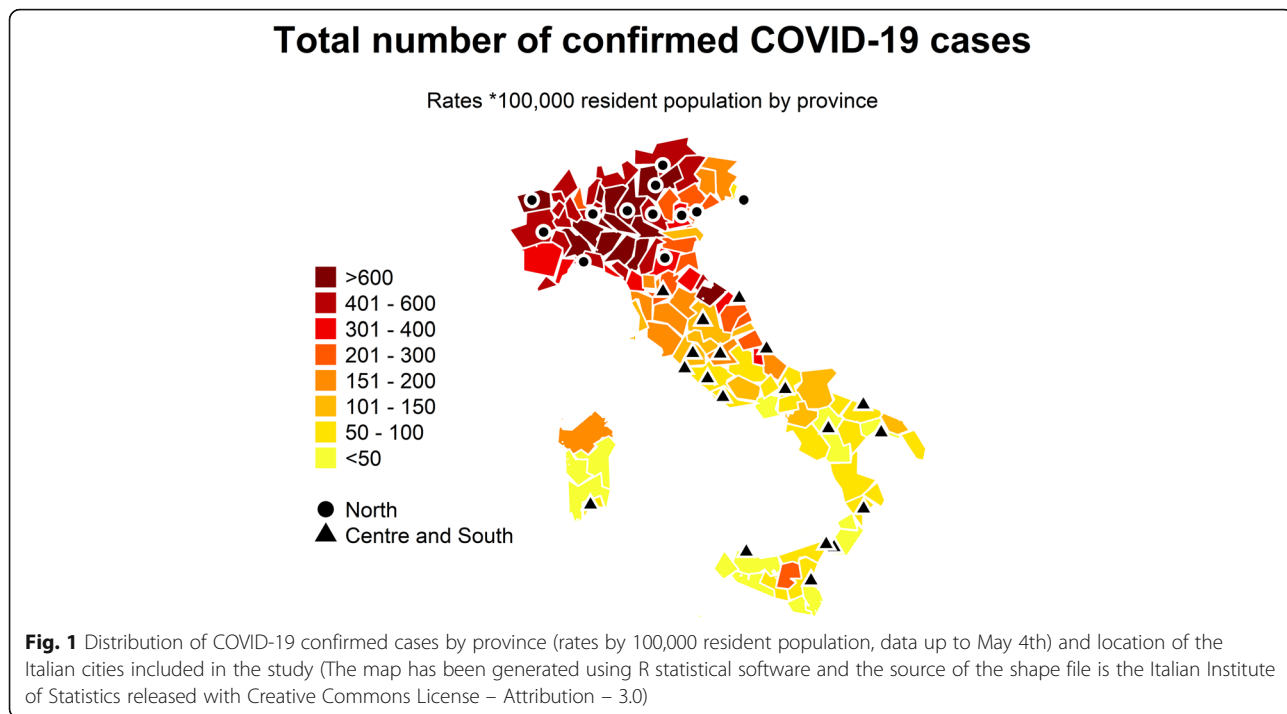 Total number of confirmed COVID-19 cases
Rates *100,000 resident population by province
>600
401 - 600
301 - 400
201 - 300
151 - 200
101 - 150
50 - 100
<50
North
Centre and South
Fig. 1 Distribution of COVID-19 confirmed cases by province (rates by 100,000 resident population, data up to May 4th) and location of the
Italian cities included in the study (The map has been generated using R statistical software and the source of the shape file is the Italian Institute
of Statistics released with Creative Commons License – Attribution – 3.0)